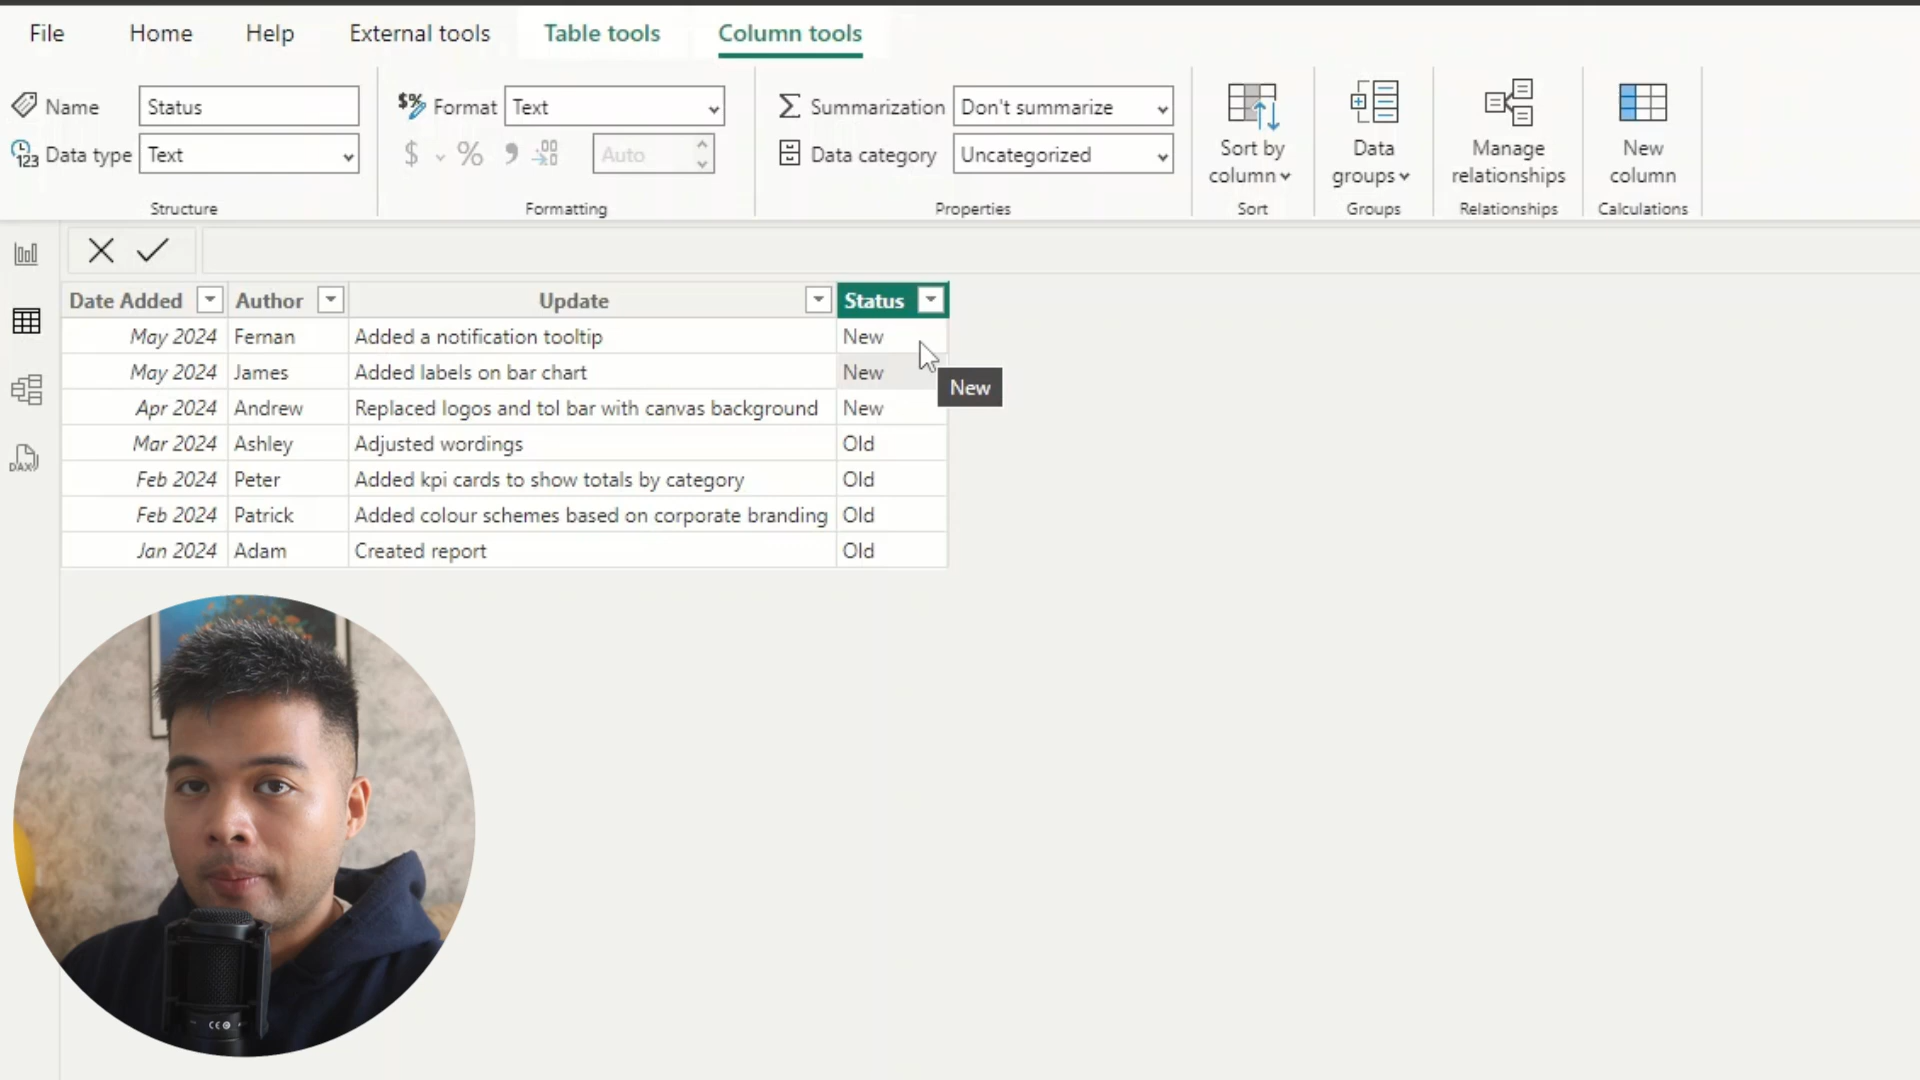 File Home Help External tools Table tools Column tools
Name Status $% Format Text Summarization Don't summarize
123 Data type Text $ % , .00 Auto Data category Uncategorized
Sort by column Data groups Manage relationships New column
Structure Formatting Properties Sort Groups Relationships Calculations
Date Added Author Update Status
May 2024 Fernan Added a notification tooltip New
May 2024 James Added labels on bar chart New
New
Apr 2024 Andrew Replaced logos and tol bar with canvas background New
Mar 2024 Ashley Adjusted wordings Old
DAX
Feb 2024 Peter Added kpi cards to show totals by category Old
Feb 2024 Patrick Added colour schemes based on corporate branding Old
Jan 2024 Adam Created report Old
CE